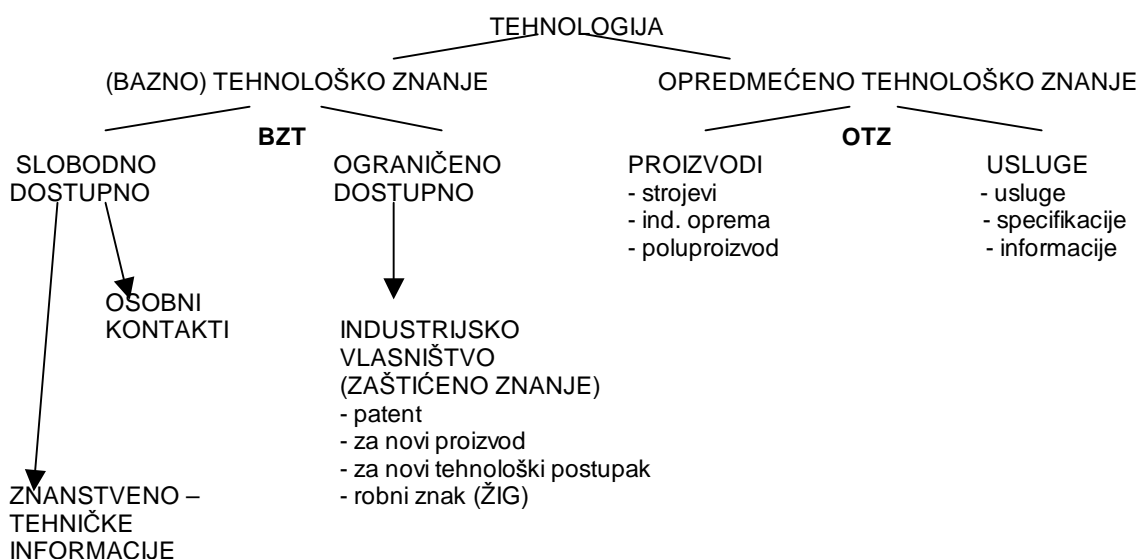 TEHNOLOGIJA
(BAZNO) TEHNOLOŠKO ZNANJE
OPREDMEĆENO TEHNOLOŠKO ZNANJE
BZT
OTZ
SLOBODNO
DOSTUPNO
OGRANIČENO
DOSTUPNO
PROIZVODI
- strojevi
- ind. oprema
- poluproizvod
USLUGE
- usluge
- specifikacije
- informacije
OSOBNI
KONTAKTI
INDUSTRIJSKO
VLASNIŠTVO
(ZAŠTIĆENO ZNANJE)
- patent
- za novi proizvod
- za novi tehnološki postupak
- robni znak (ŽIG)
ZNANSTVENO –
TEHNIČKE
INFORMACIJE